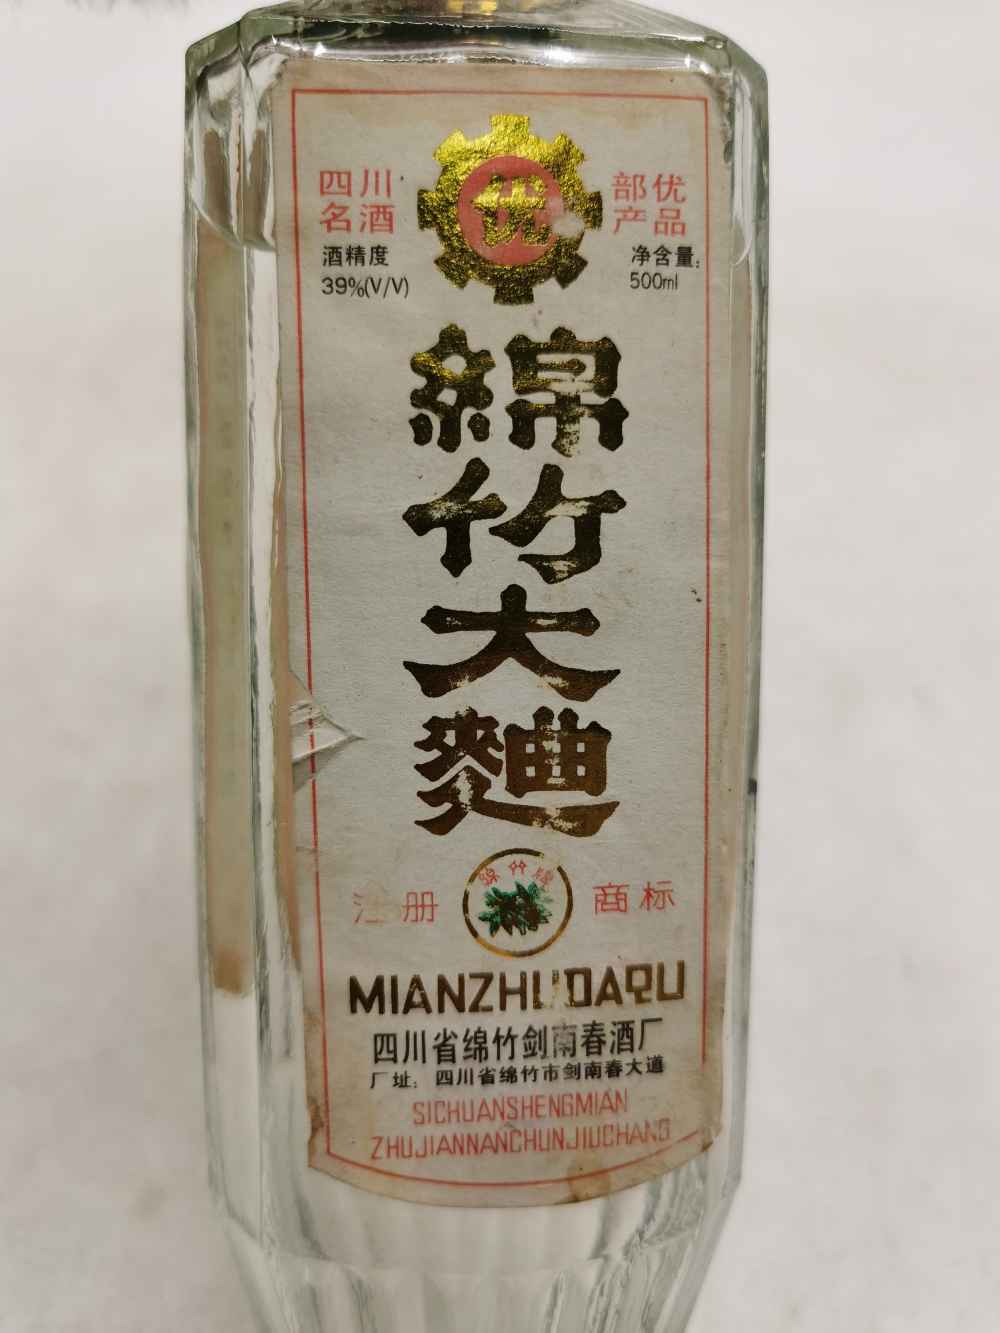 四川 名酒
优
部优 产品
酒精度
39%(V/V)
净含量:
500ml
綿竹大麯
綿竹牌
注册 商标
MIANZHUDAQU
四川省绵竹剑南春酒厂
厂址: 四川省绵竹市剑南春大道
SICHUANSHENGMIAN
ZHUJIANNANCHUNJIUCHANG